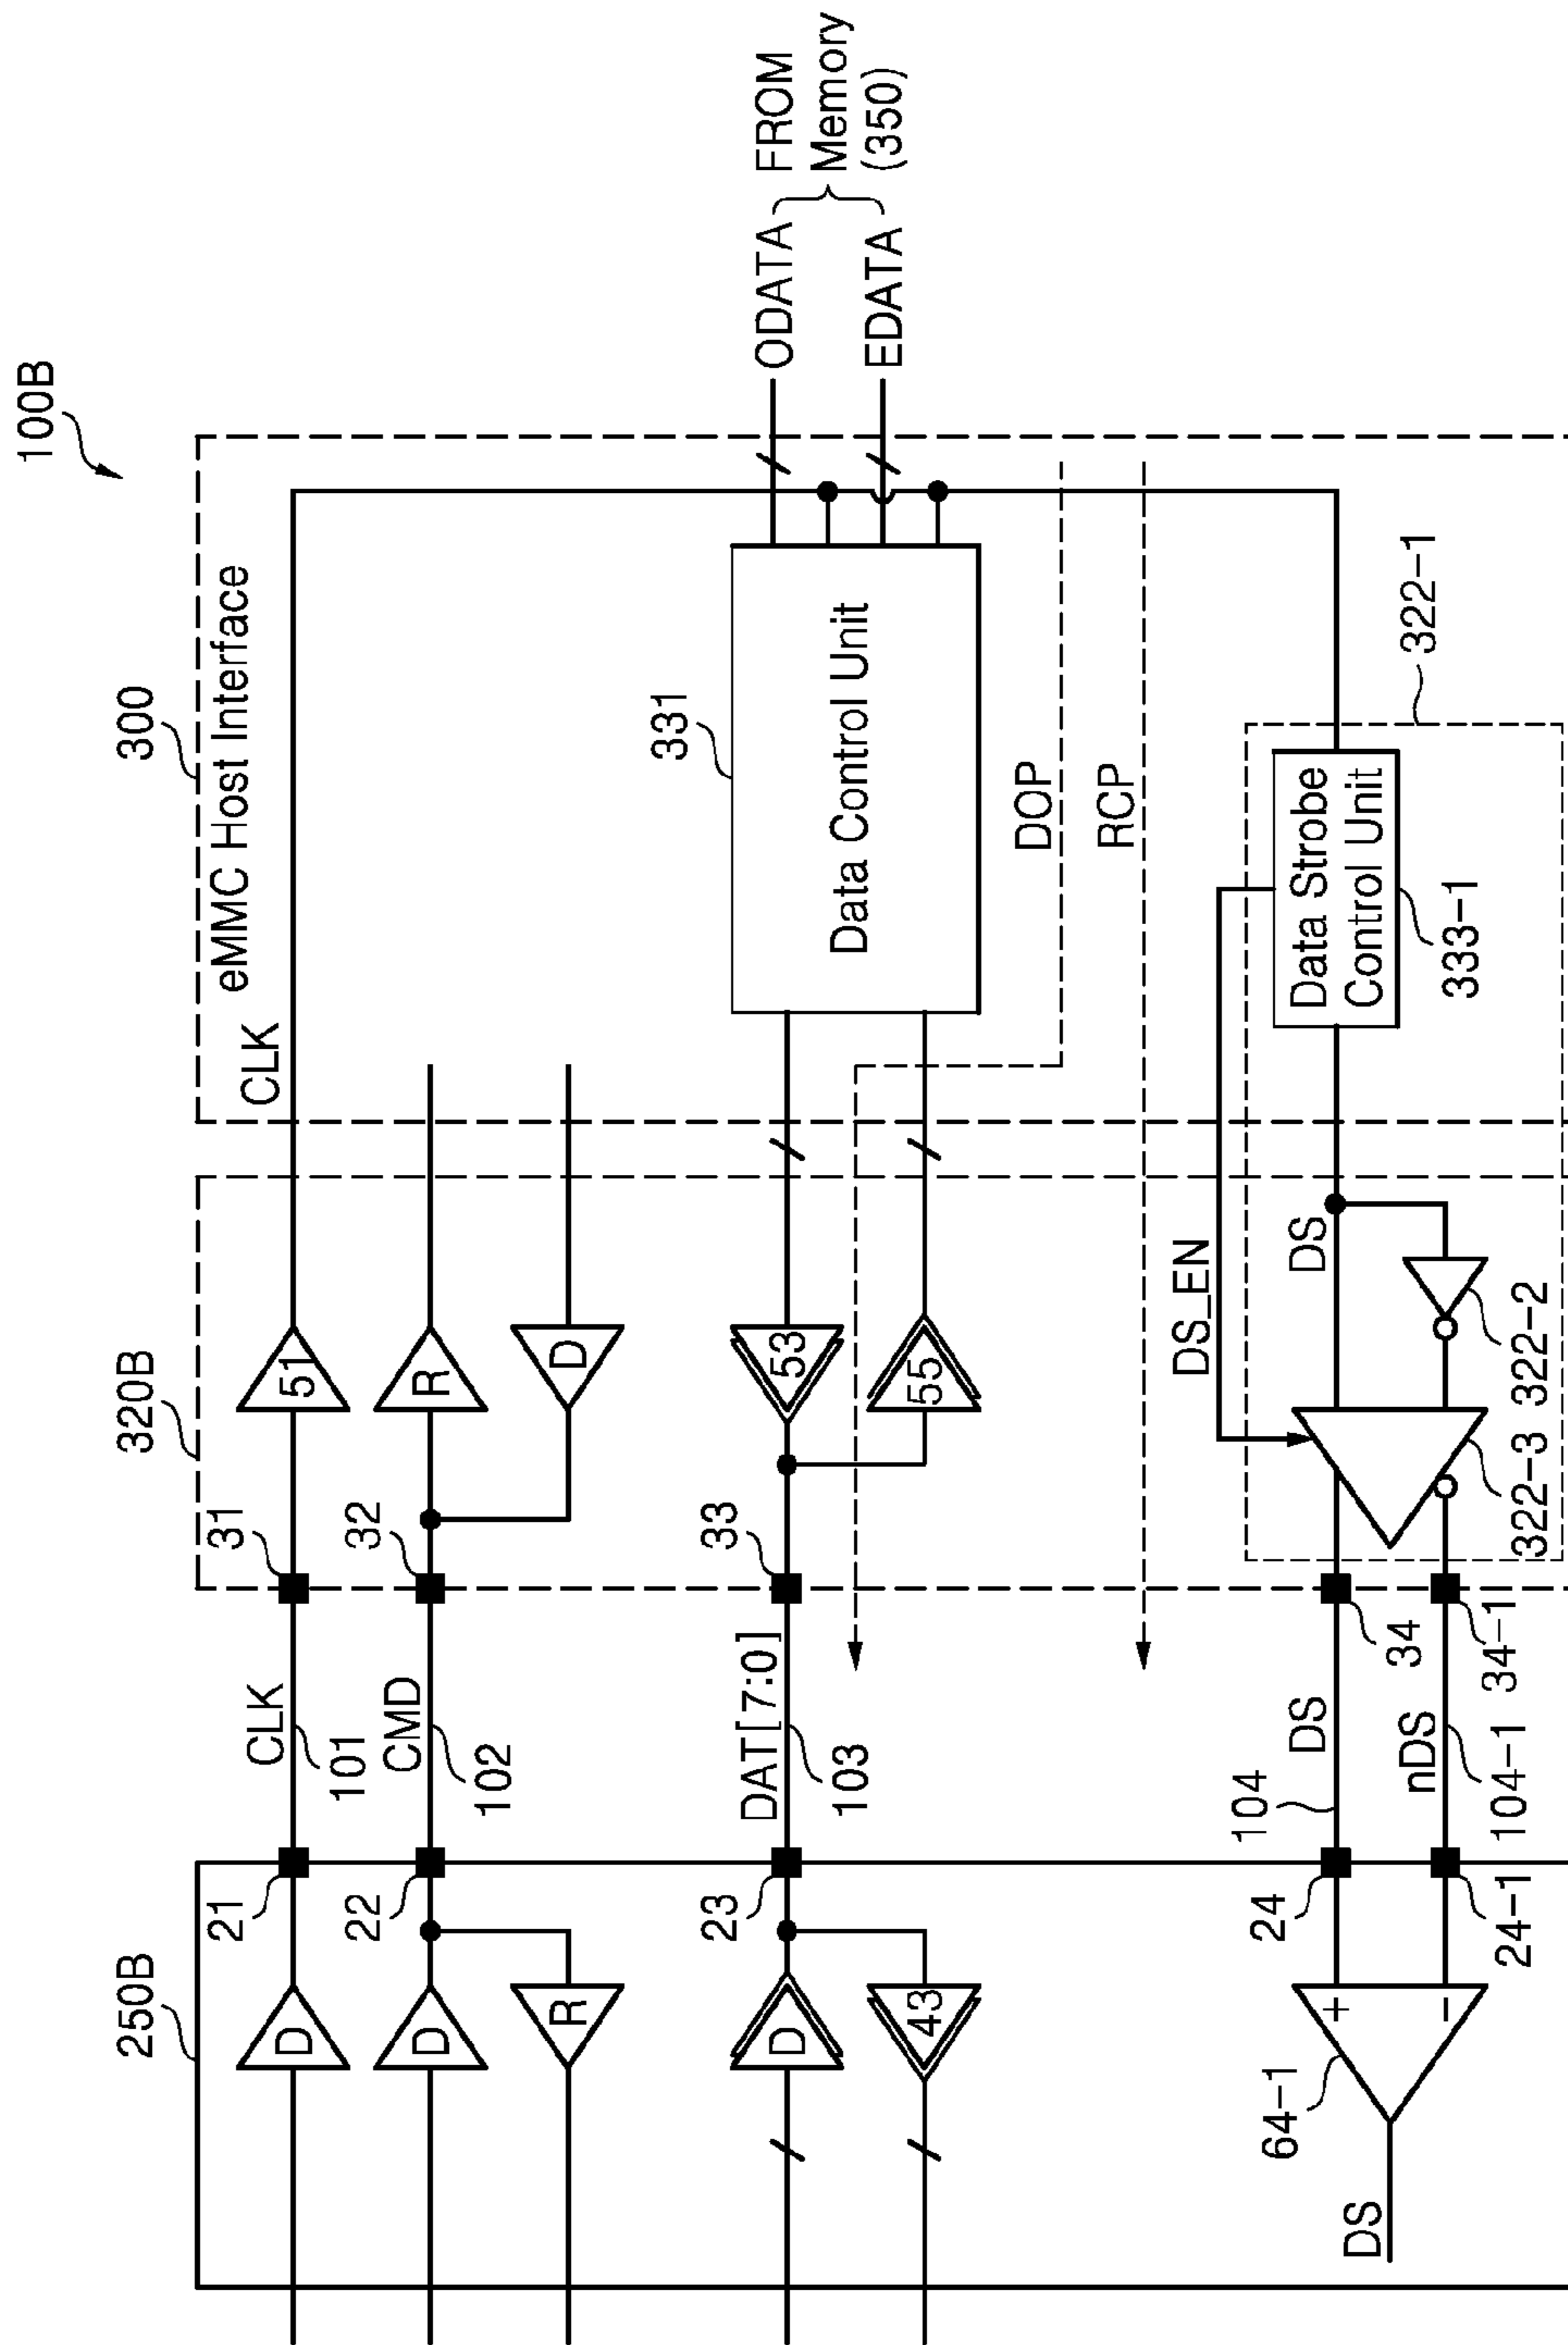 100B
250B
320B
300
eMMC Host Interface
D
21
CLK
101
31
51
CLK
D
22
CMD
102
32
R
R
D
D
23
DAT[7:0]
103
33
53
43
55
331
Data Control Unit
ODATA
EDATA
FROM
Memory
(350)
DOP
RCP
DS_EN
322-1
64-1
DS
+
−
24
24-1
104
DS
nDS
104-1
34
34-1
322-3
DS
322-2
Data Strobe
Control Unit
333-1